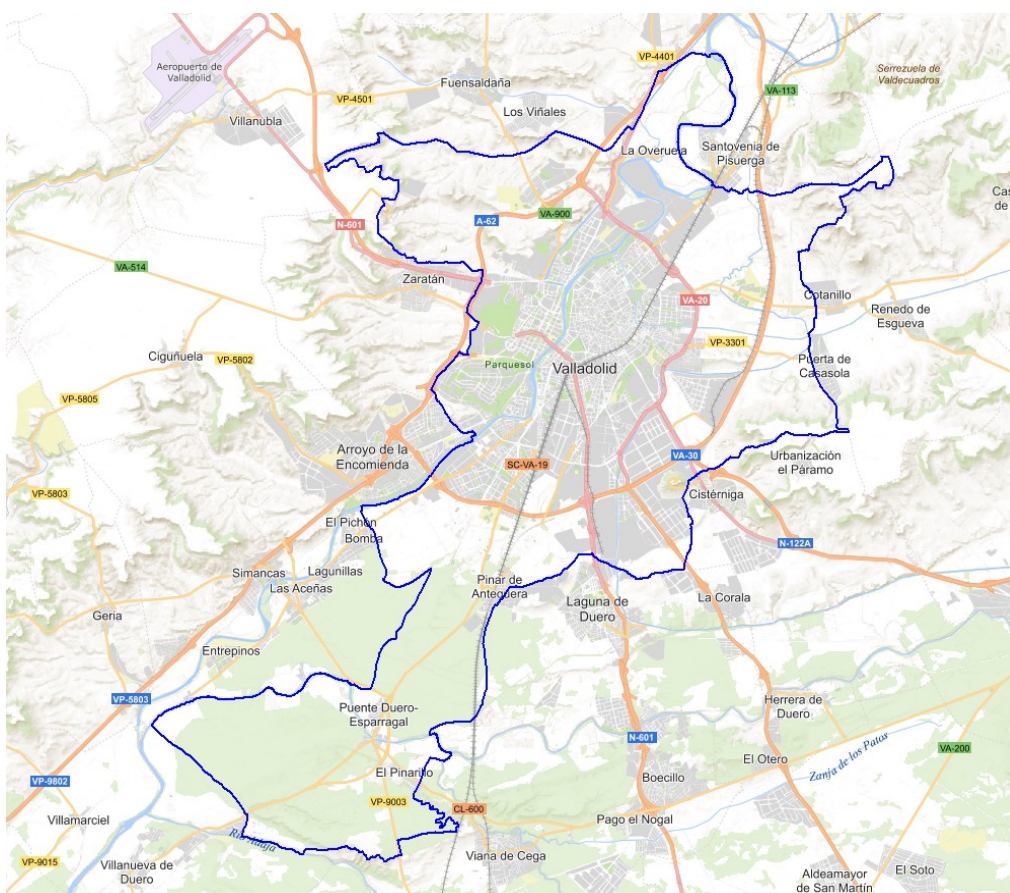 VP-4401
Aeropuerto de
Valladolid
Serrezuela de
Valdecuadros
Fuensaldaña
VA-113
VP-4501
Los Viñales
Villanubla
La Overuela
Santovenia de
Pisuerga
Cas
de
VA-900
A-62
N-601
VA-514
Zaratán
Cotanillo
VA-20
Renedo de
Esgueva
VP-3301
Ciguñuela
VP-5802
Parquesol
Valladolid
Puerta de
Casasola
VP-5805
Arroyo de la
Encomienda
VA-30
Urbanización
el Páramo
SC-VA-19
VP-5803
Cistérniga
El Pichón
Bomba
N-122A
Simancas
Lagunillas
Las Aceñas
Pinar de
Antequera
La Corala
Laguna de
Duero
Geria
Entrepinos
VP-5803
Herrera de
Duero
Puente Duero-
Esparragal
N-601
VA-200
El Pinarillo
Boecillo
El Otero
Zanja de los Patos
VP-9802
VP-9003
CL-600
Villamarciel
Pago el Nogal
Viana de Cega
VP-9015
Villanueva de
Duero
Aldeamayor
de San Martín
El Soto